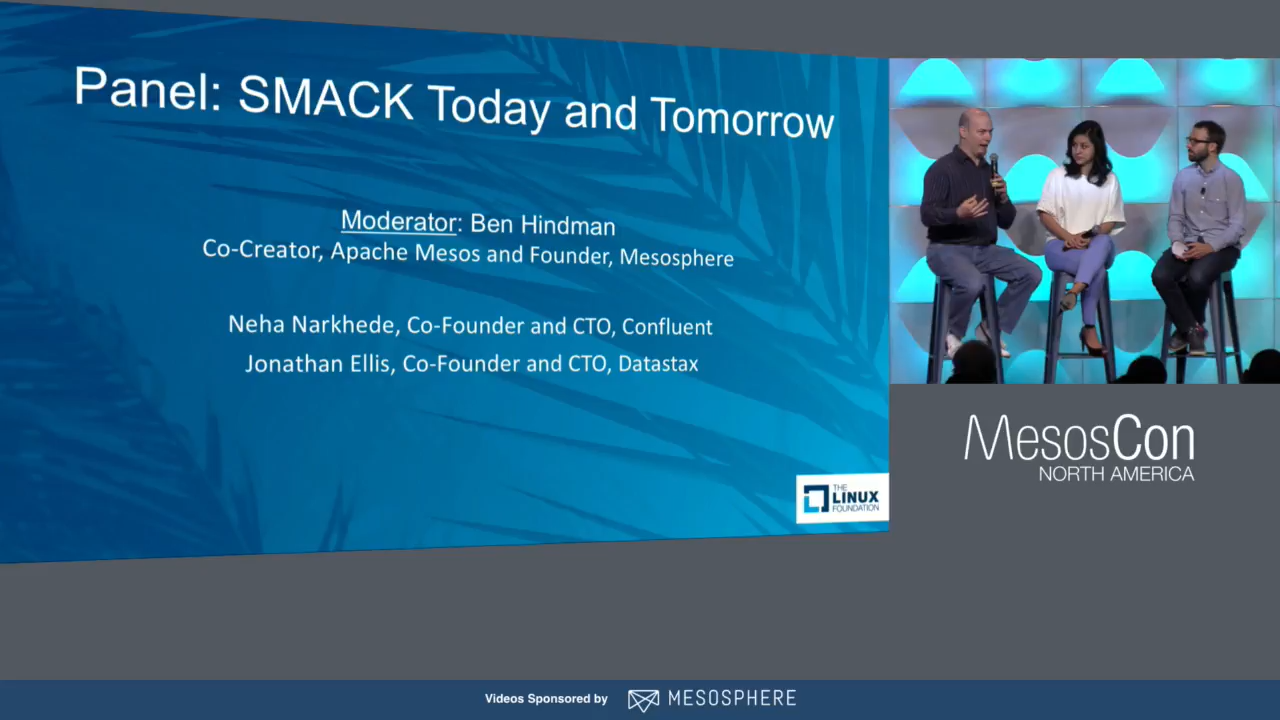 Panel: SMACK Today and Tomorrow
Moderator: Ben Hindman
Co-Creator, Apache Mesos and Founder, Mesosphere
Neha Narkhede, Co-Founder and CTO, Confluent
Jonathan Ellis, Co-Founder and CTO, Datastax
THE
LINUX
FOUNDATION
MesosCon
NORTH AMERICA
Videos Sponsored by MESOSPHERE